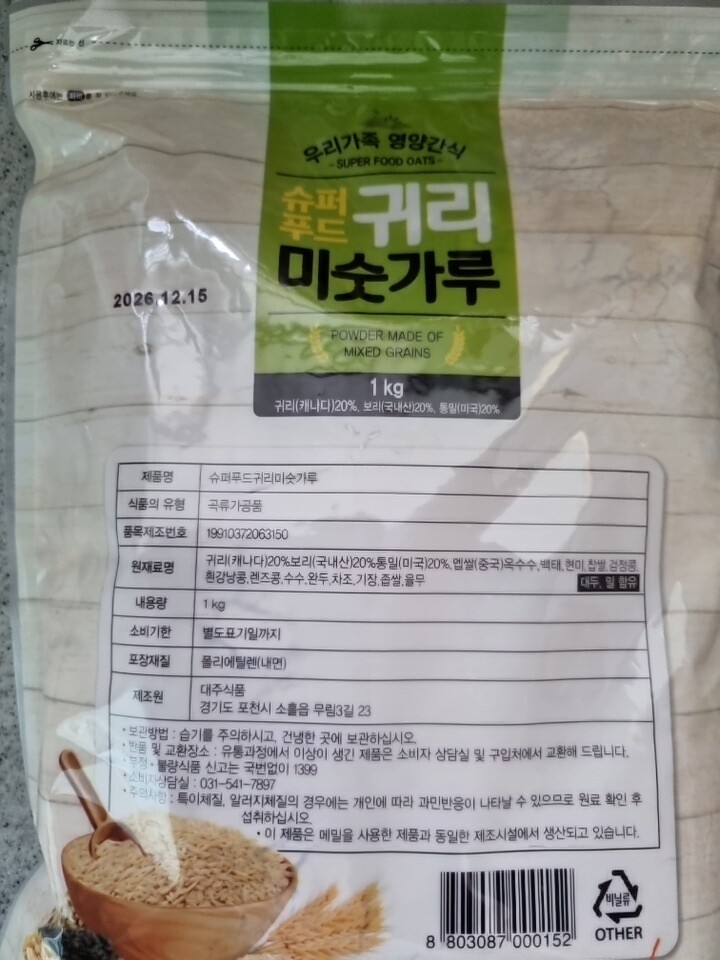 자르는 선
사용후에는
우리가족 영양간식
- SUPER FOOD OATS -
슈퍼
푸드
귀리
미숫가루
2026.12.15
POWDER MADE OF
MIXED GRAINS
1 kg
귀리(캐나다)20%, 보리(국내산)20%, 통밀(미국)20%
제품명 슈퍼푸드귀리미숫가루
식품의 유형 곡류가공품
품목제조번호 19910372063150
원재료명 귀리(캐나다)20%보리(국내산)20%통밀(미국)20%,멥쌀(중국)옥수수,백태,현미,찹쌀,검정콩,
흰강낭콩,렌즈콩,수수,완두,차조,기장,좁쌀,율무 대두, 밀 함유
내용량 1 kg
소비기한 별도표기일까지
포장재질 폴리에틸렌(내면)
제조원 대주식품
경기도 포천시 소흘읍 무림3길 23
• 보관방법 : 습기를 주의하시고, 건냉한 곳에 보관하십시오.
• 반품 및 교환장소 : 유통과정에서 이상이 생긴 제품은 소비자 상담실 및 구입처에서 교환해 드립니다.
• 부정 • 불량식품 신고는 국번없이 1399
• 소비자상담실 : 031-541-7897
• 주의사항 : 특이체질, 알러지체질의 경우에는 개인에 따라 과민반응이 나타날 수 있으므로 원료 확인 후
섭취하십시오.
• 이 제품은 메밀을 사용한 제품과 동일한 제조시설에서 생산되고 있습니다.
8 803087 000152
비닐류
OTHER